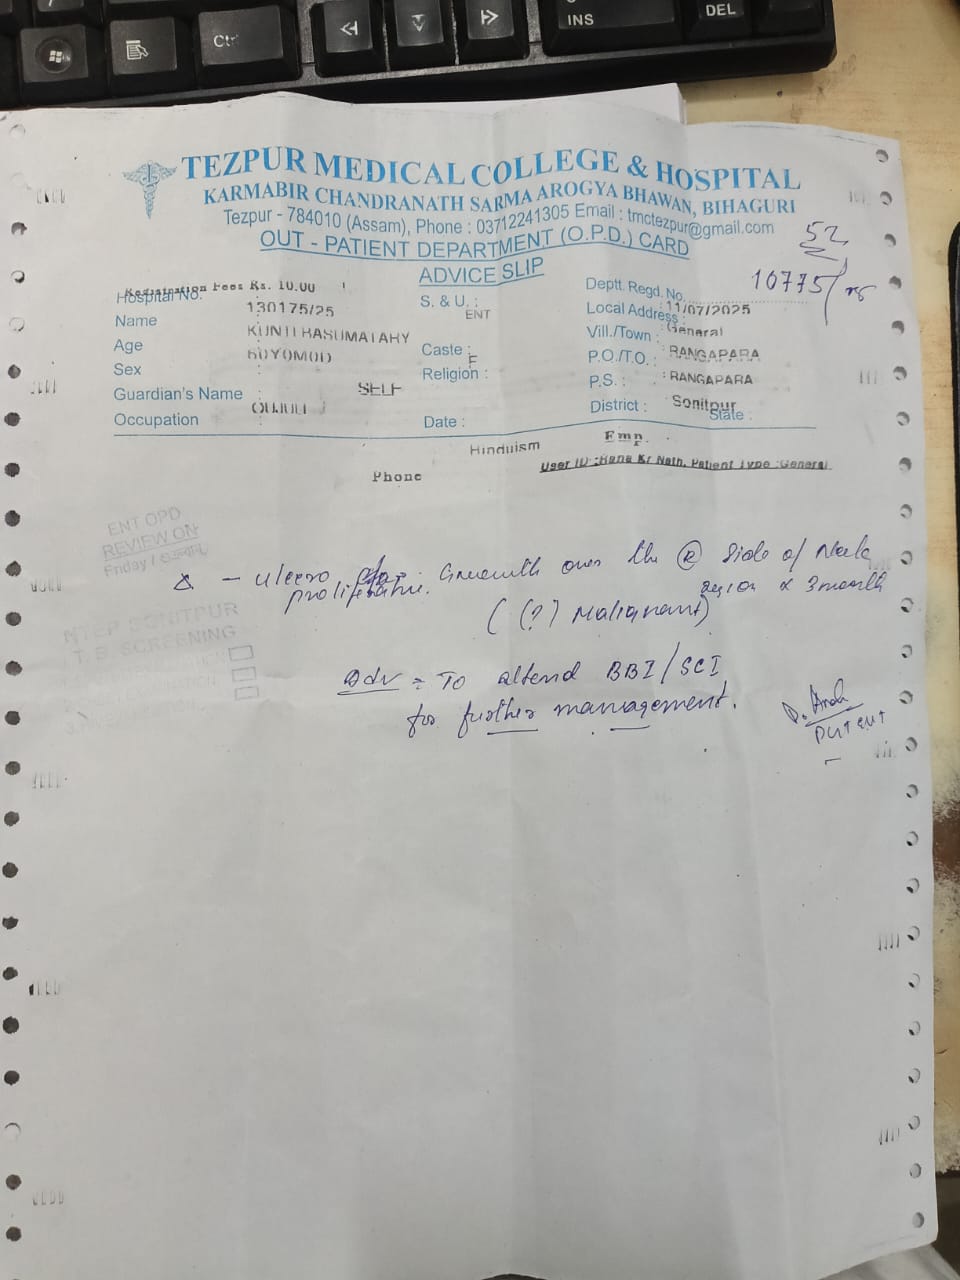 INS
DEL
Ctrl
TEZPUR MEDICAL COLLEGE & HOSPITAL
KARMABIR CHANDRANATH SARMA AROGYA BHAWAN, BIHAGURI
Tezpur - 784010 (Assam), Phone : 03712241305 Email : tmctezpur@gmail.com
OUT - PATIENT DEPARTMENT (O.P.D.) CARD
ADVICE SLIP
52
10775/
Registration Fees Rs. 10.00
Hospital No. 130175/25 S. & U. : ENT Deptt. Regd. No.
Name KUNTI BASUMATARY Local Address : 11/07/2025
Age 60Y0M0D Caste : Vill./Town : General
Sex F Religion : P.O./T.O. : RANGAPARA
Guardian's Name SELF P.S. : RANGAPARA
Occupation Date : District : Sonitpur State :
Hinduism Emp.
Phone User ID : Rana Kr Nath, Patient Type :General
ENT OPD
REVIEW ON
Friday /
NTEP SONITPUR
T. B. SCREENING
Δ - Ulcero proliferative Growth over the (R) side of Neck region x 3 month
( (?) Malignant)
Adv = To attend BBI/SCI
for further management.